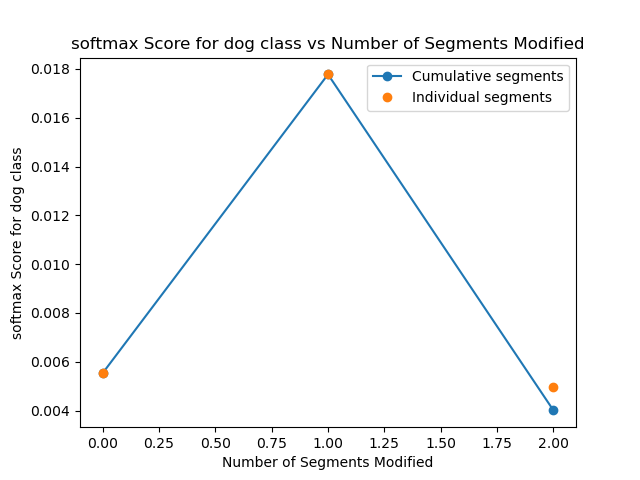 softmax Score for dog class vs Number of Segments Modified
Cumulative segments
Individual segments
0.018
0.016
0.014
0.012
0.010
0.008
0.006
0.004
softmax Score for dog class
0.00 0.25 0.50 0.75 1.00 1.25 1.50 1.75 2.00
Number of Segments Modified